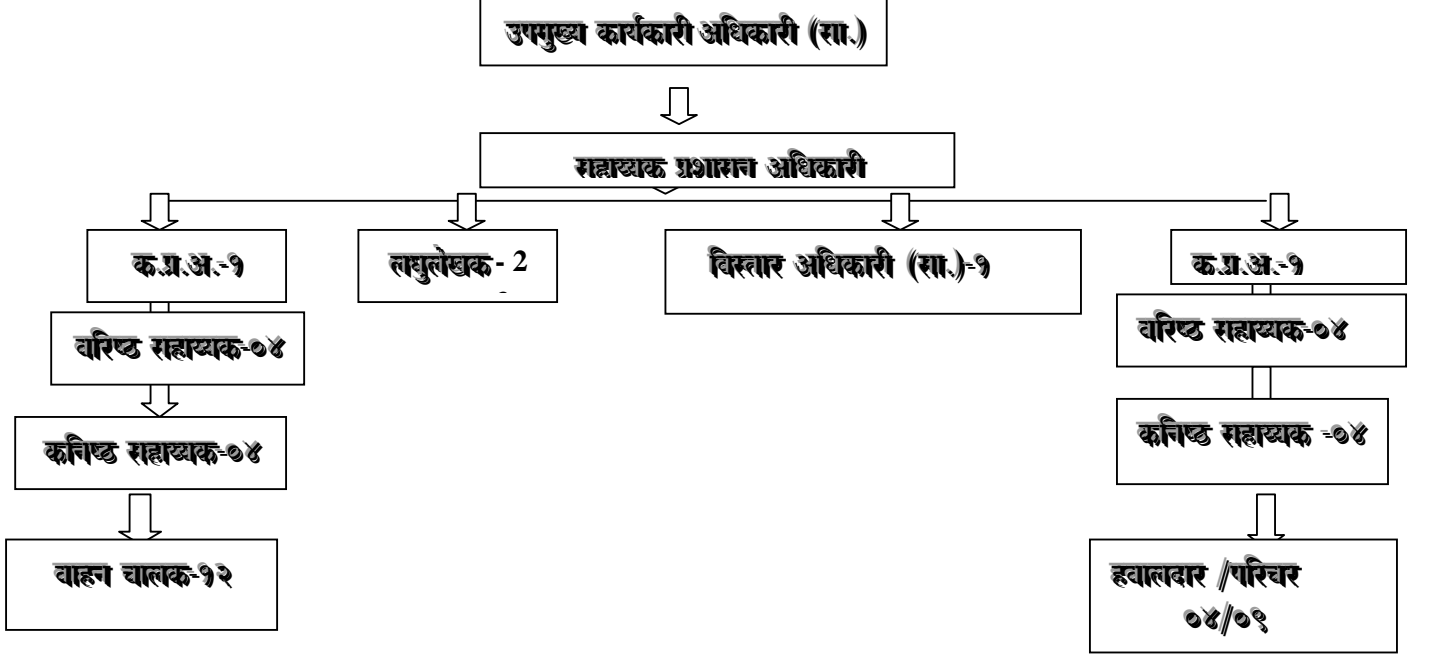 उपमुख्य कार्यकारी अधिकारी (सा.)
सहाय्यक प्रशासन अधिकारी
क.प्र.अ.-१
लघुलेखक - 2
विस्तार अधिकारी (सा.)-१
क.प्र.अ.-१
वरिष्ठ सहाय्यक-०४
वरिष्ठ सहाय्यक-०४
कनिष्ठ सहाय्यक-०४
कनिष्ठ सहाय्यक -०४
वाहन चालक-१२
हवालदार /परिचर
०४/०९